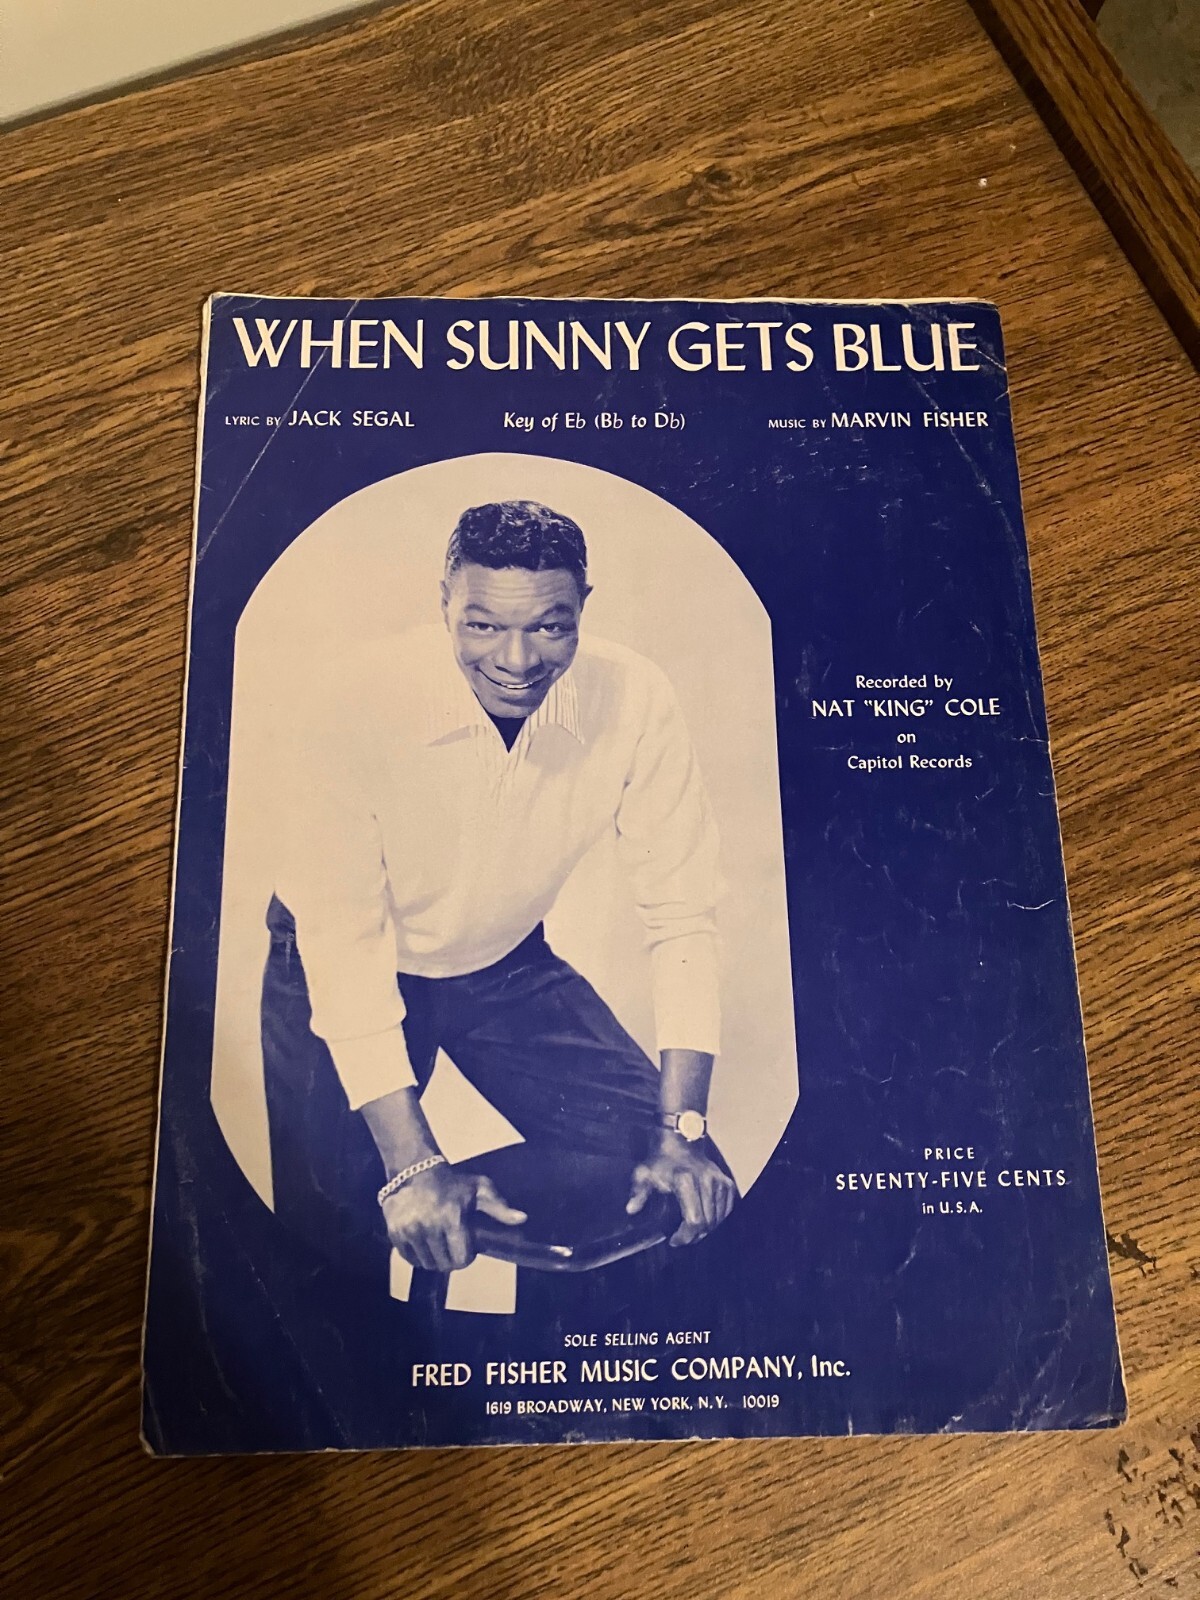 WHEN SUNNY GETS BLUE
LYRIC BY JACK SEGAL Key of Eb (Bb to Db) MUSIC BY MARVIN FISHER
Recorded by
NAT "KING" COLE
on
Capitol Records
PRICE
SEVENTY-FIVE CENTS
in U.S.A.
SOLE SELLING AGENT
FRED FISHER MUSIC COMPANY, Inc.
1619 BROADWAY, NEW YORK, N.Y. 10019